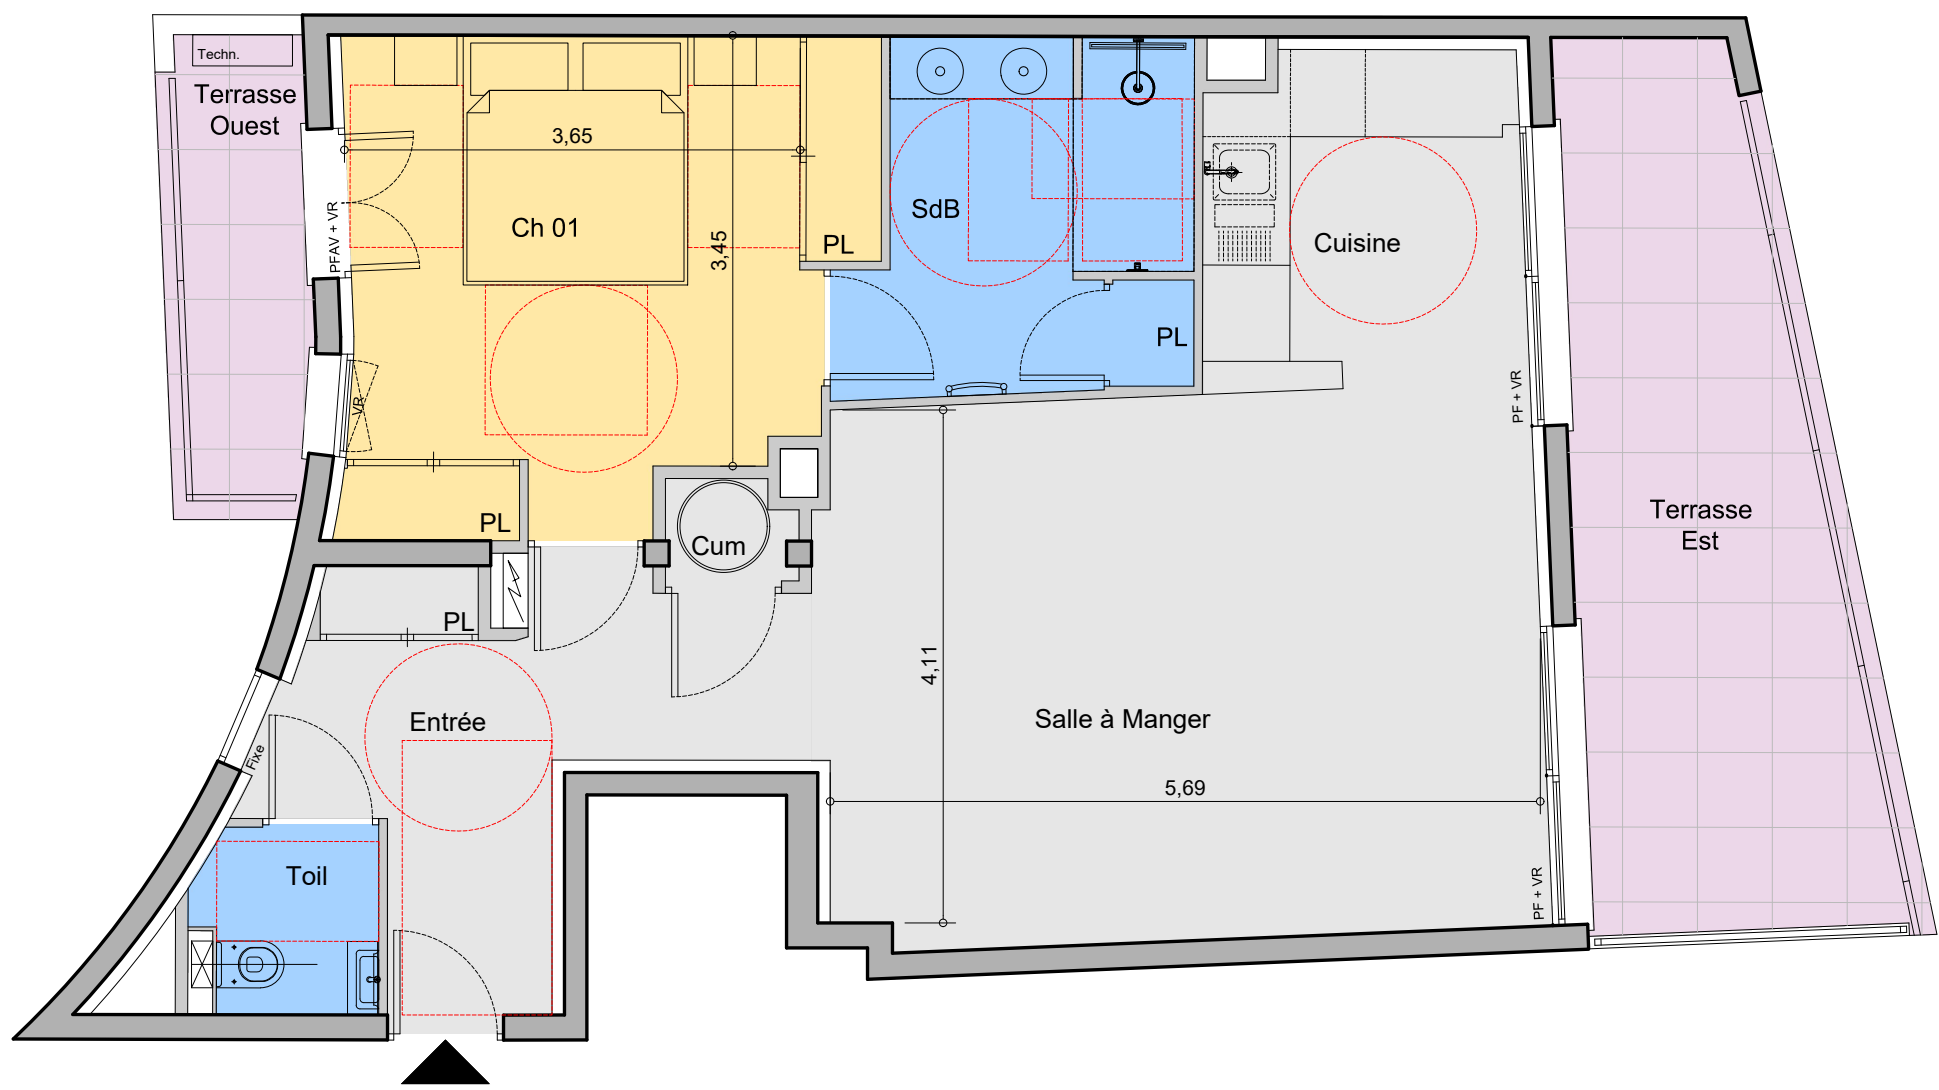 Techn.
Terrasse
Ouest
3,65
PFAV + VR
Ch 01
3,45
PL
SdB
Cuisine
PL
PF + VR
VR
PL
Cum
Terrasse
Est
PL
4,11
Entrée
Salle à Manger
Fixe
5,69
Toil
PF + VR